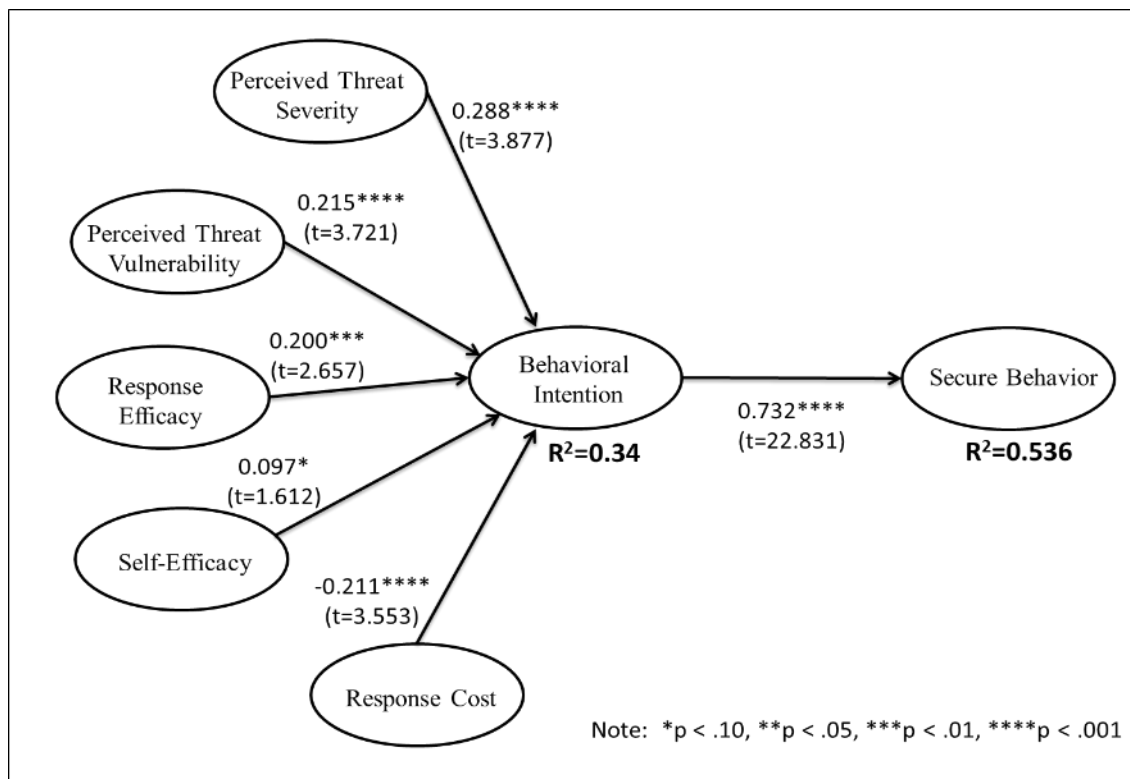 Perceived Threat
Severity
0.288****
(t=3.877)
0.215****
(t=3.721)
Perceived Threat
Vulnerability
0.200***
(t=2.657)
Response
Efficacy
Behavioral
Intention
R²=0.34
Secure Behavior
R²=0.536
0.732****
(t=22.831)
0.097*
(t=1.612)
Self-Efficacy
-0.211****
(t=3.553)
Response Cost
Note: *p < .10, **p < .05, ***p < .01, ****p < .001